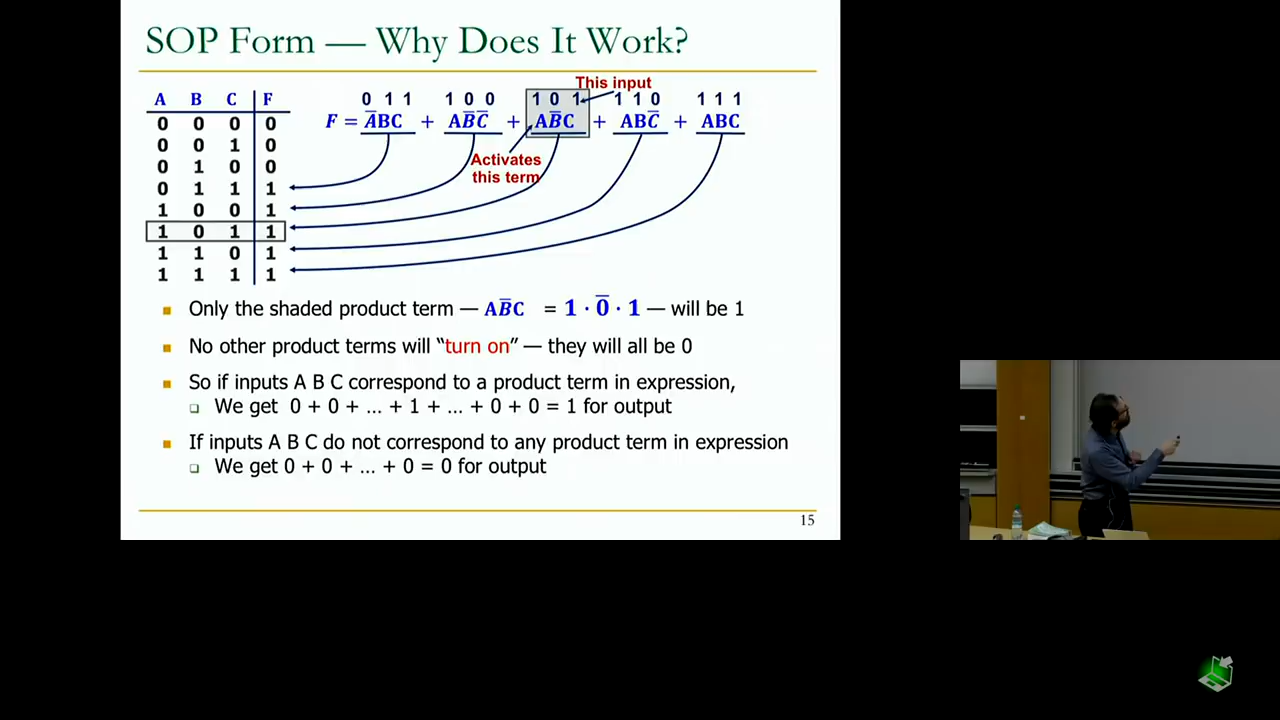 SOP Form — Why Does It Work?
This input
A B C F
0 0 0 0
0 0 1 0
0 1 0 0
0 1 1 1
1 0 0 1
1 0 1 1
1 1 0 1
1 1 1 1
0 1 1 1 0 0 1 0 1 1 1 0 1 1 1
F = A̅BC + AB̅C̅ + AB̅C + ABC̅ + ABC
Activates
this term
Only the shaded product term — AB̅C = 1 · 0̅ · 1 — will be 1
No other product terms will “turn on” — they will all be 0
So if inputs A B C correspond to a product term in expression,
We get 0 + 0 + … + 1 + … + 0 + 0 = 1 for output
If inputs A B C do not correspond to any product term in expression
We get 0 + 0 + … + 0 = 0 for output
15